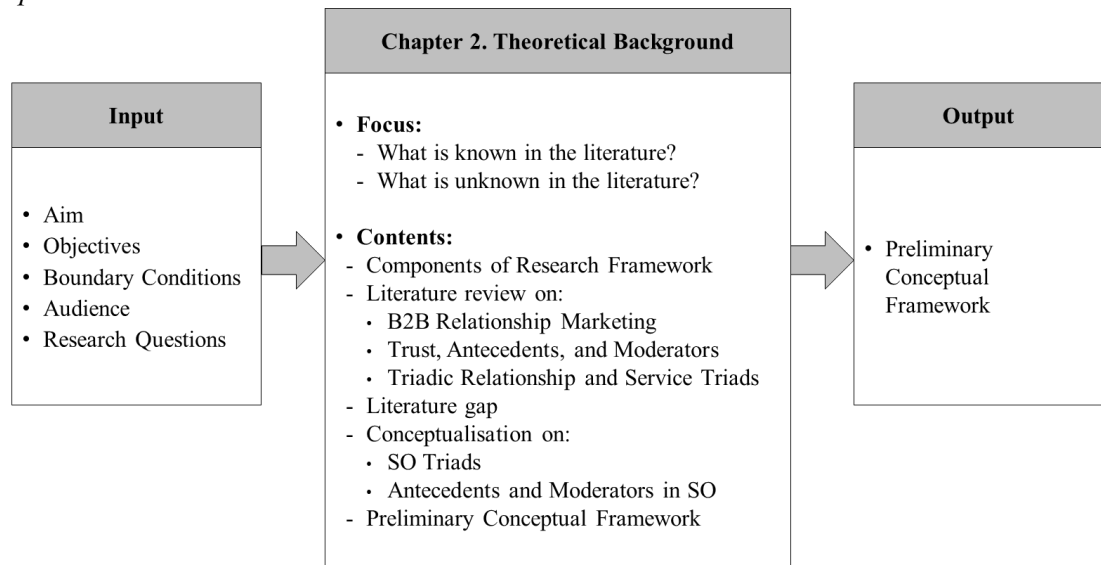 Input
• Aim
• Objectives
• Boundary Conditions
• Audience
• Research Questions
Chapter 2. Theoretical Background
• Focus:
- What is known in the literature?
- What is unknown in the literature?
• Contents:
- Components of Research Framework
- Literature review on:
• B2B Relationship Marketing
• Trust, Antecedents, and Moderators
• Triadic Relationship and Service Triads
- Literature gap
- Conceptualisation on:
• SO Triads
• Antecedents and Moderators in SO
- Preliminary Conceptual Framework
Output
• Preliminary
Conceptual
Framework